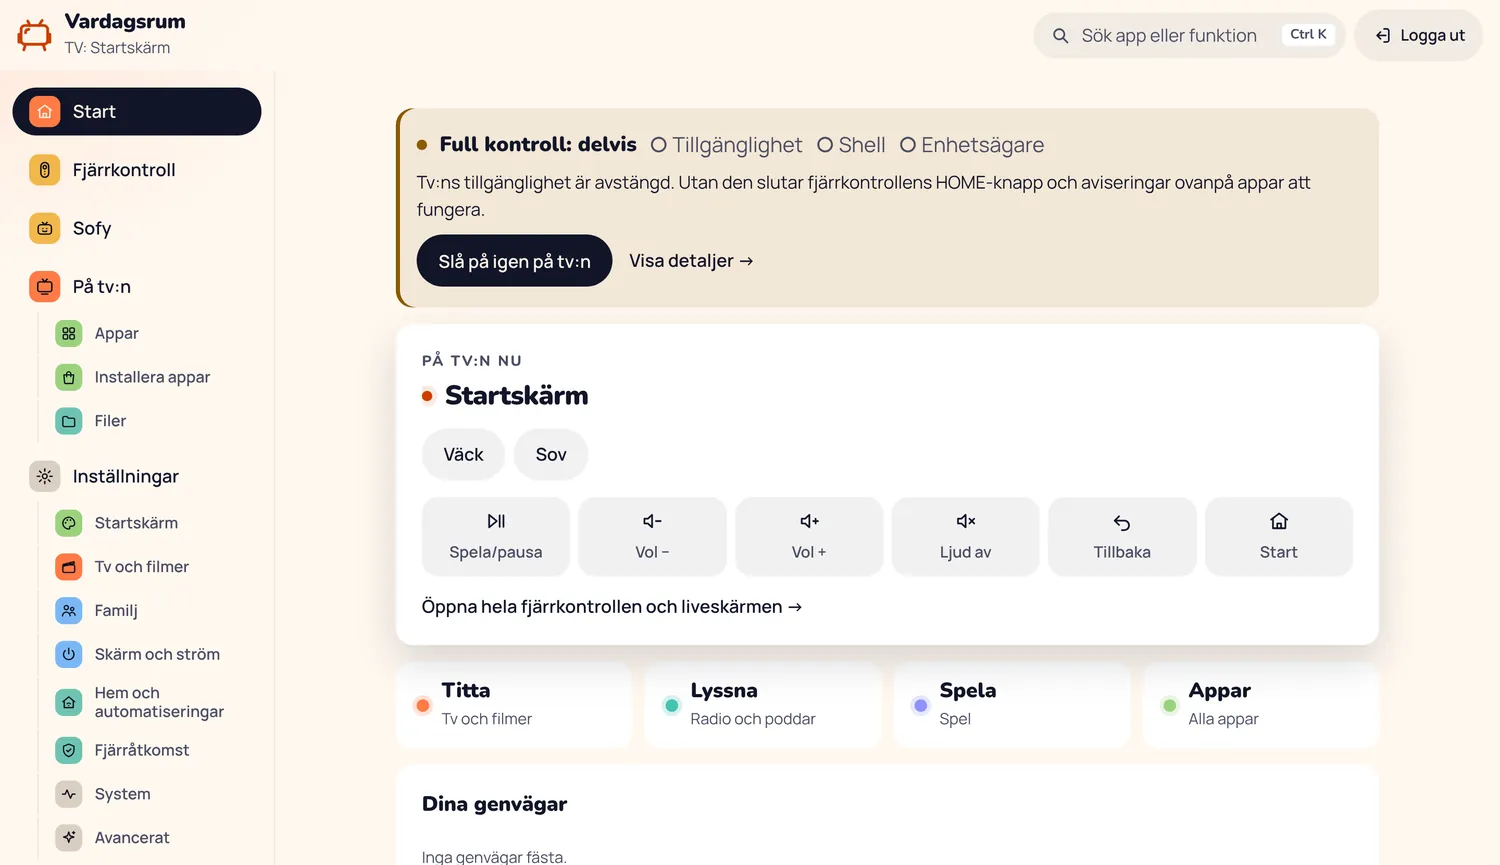 Vardagsrum
TV: Startskärm
Sök app eller funktion
Ctrl K
Logga ut
Start
Fjärrkontroll
Sofy
På tv:n
Appar
Installera appar
Filer
Inställningar
Startskärm
Tv och filmer
Familj
Skärm och ström
Hem och
automatiseringar
Fjärråtkomst
System
Avancerat
Full kontroll: delvis
Tillgänglighet
Shell
Enhetsägare
Tv:ns tillgänglighet är avstängd. Utan den slutar fjärrkontrollens HOME-knapp och aviseringar ovanpå appar att
fungera.
Slå på igen på tv:n
Visa detaljer →
PÅ TV:N NU
Startskärm
Väck
Sov
Spela/pausa
Vol −
Vol +
Ljud av
Tillbaka
Start
Öppna hela fjärrkontrollen och liveskärmen →
Titta
Tv och filmer
Lyssna
Radio och poddar
Spela
Spel
Appar
Alla appar
Dina genvägar
Inga genvägar fästa.